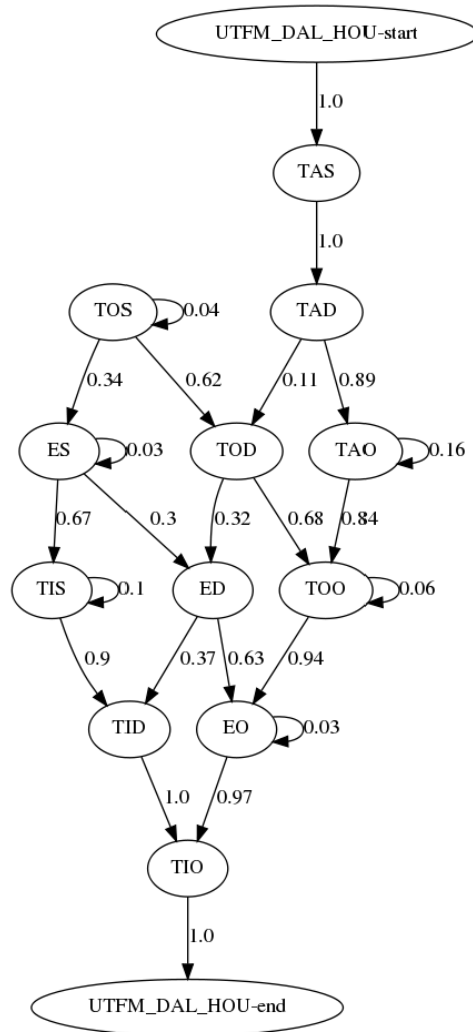 UTFM_DAL_HOU-start
1.0
TAS
1.0
TOS
0.04
TAD
0.34
0.62
0.11
0.89
ES
0.03
TOD
TAO
0.16
0.67
0.3
0.32
0.68
0.84
TIS
0.1
ED
TOO
0.06
0.9
0.37
0.63
0.94
TID
EO
0.03
1.0
0.97
TIO
1.0
UTFM_DAL_HOU-end